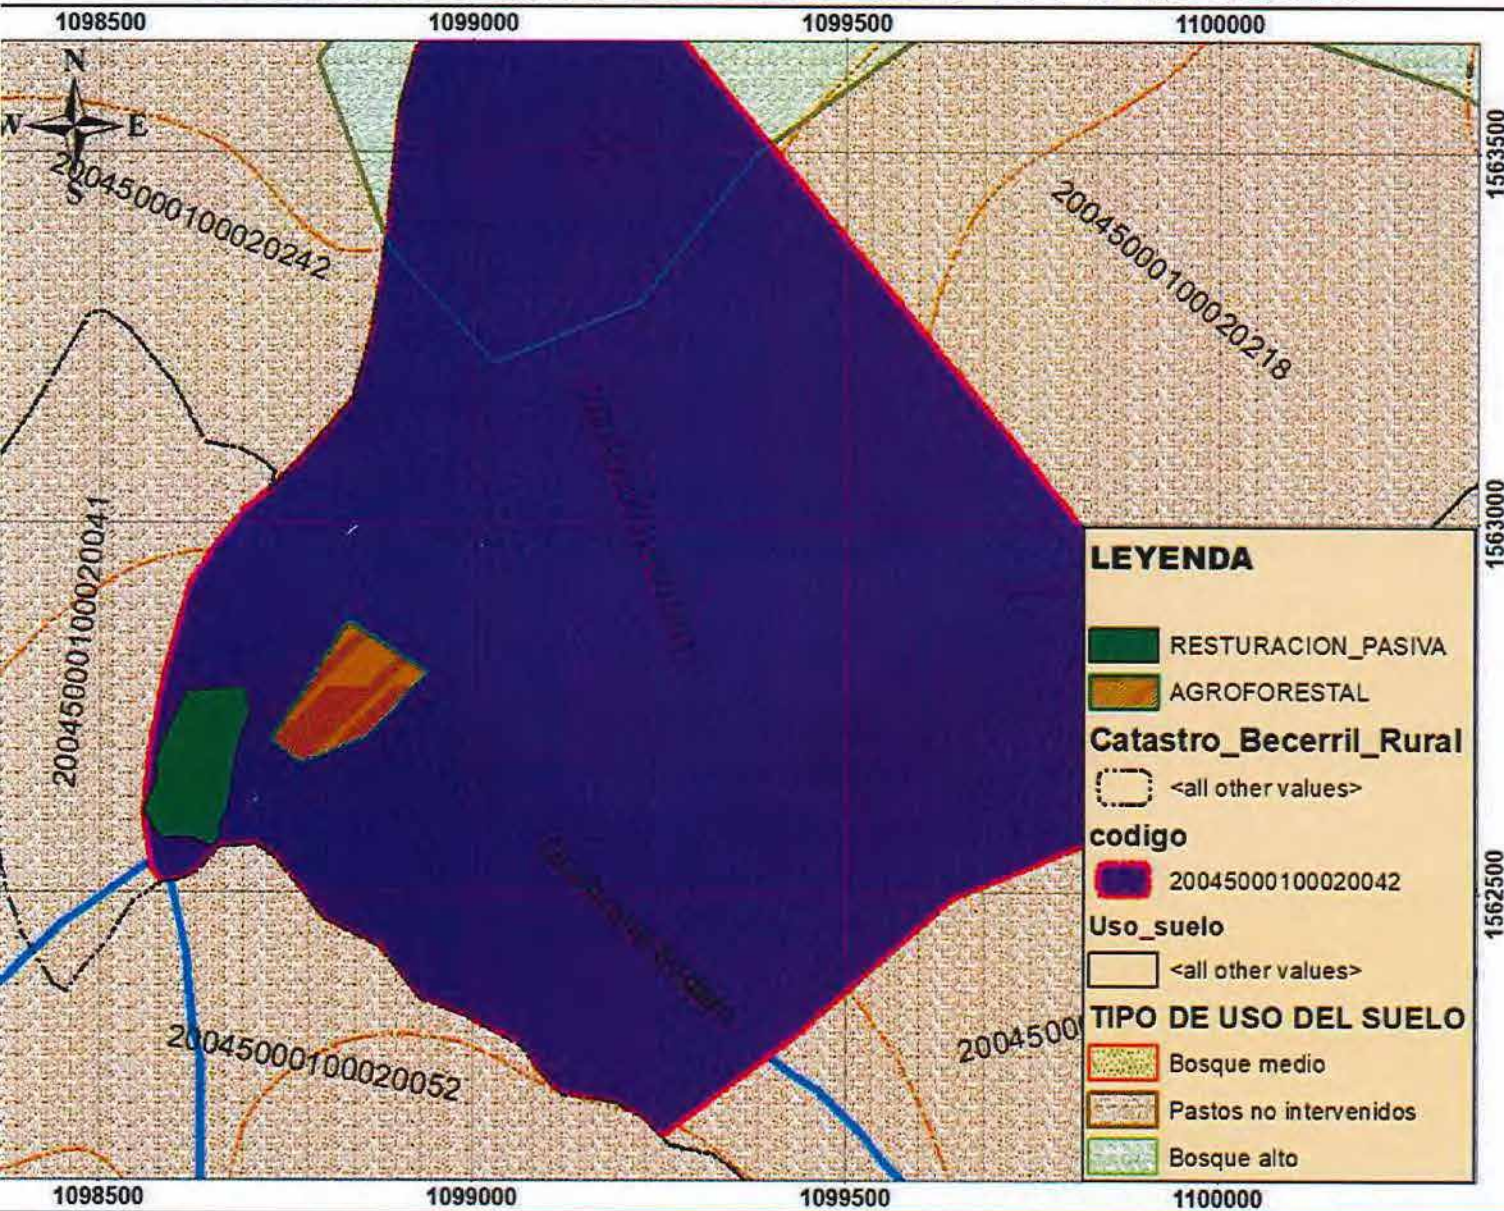 1098500 1099000 1099500 1100000
N
W E
S
1563500
20045000100020242
20045000100020218
20045000100020041
1563000
LEYENDA
RESTURACION_PASIVA
AGROFORESTAL
Catastro_Becerril_Rural
<all other values>
codigo
20045000100020042
1562500
Uso_suelo
<all other values>
TIPO DE USO DEL SUELO
Bosque medio
Pastos no intervenidos
Bosque alto
20045000100020052
2004500
1098500 1099000 1099500 1100000